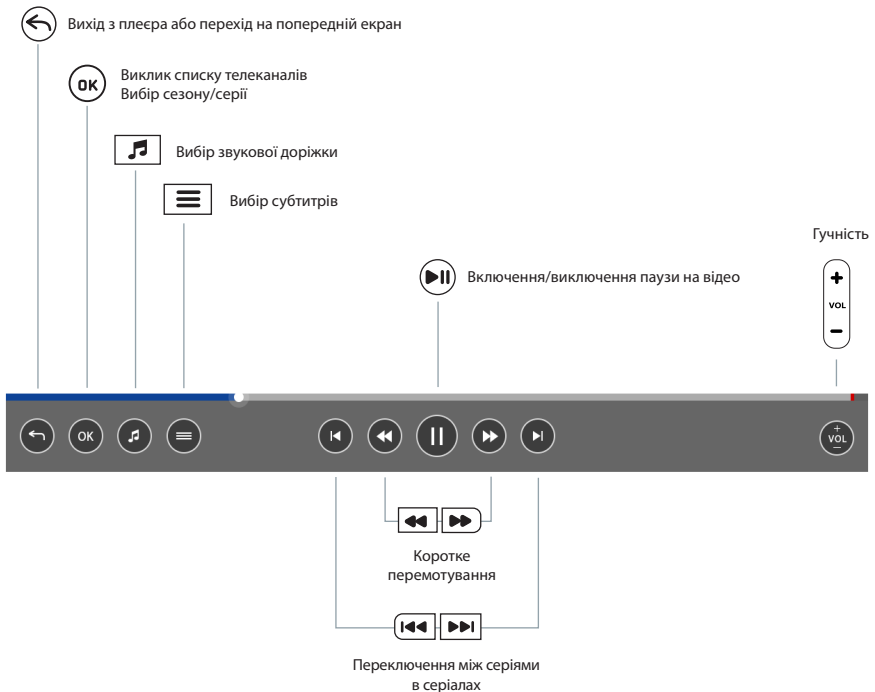 Вихід з плеєра або перехід на попередній екран
OK
Виклик списку телеканалів
Вибір сезону/серії
Вибір звукової доріжки
Вибір субтитрів
Гучність
+
VOL
−
Включення/виключення паузи на відео
OK
+
VOL
−
Коротке
перемотування
Переключення між серіями
в серіалах